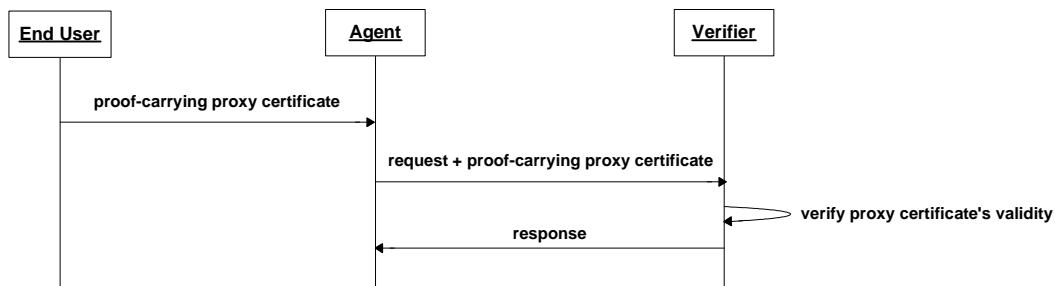 End User
Agent
Verifier
proof-carrying proxy certificate
request + proof-carrying proxy certificate
verify proxy certificate's validity
response